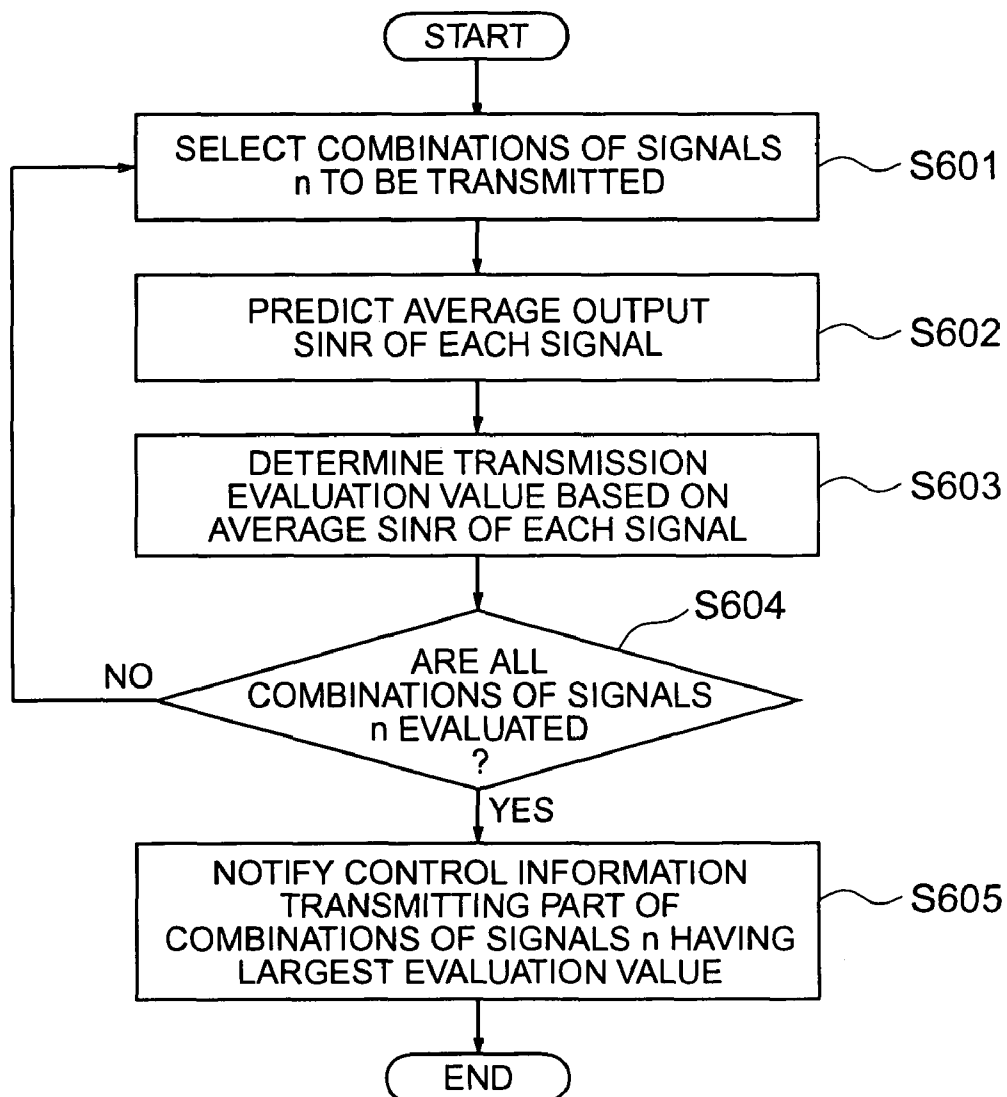 START
SELECT COMBINATIONS OF SIGNALS
n TO BE TRANSMITTED
S601
PREDICT AVERAGE OUTPUT
SINR OF EACH SIGNAL
S602
DETERMINE TRANSMISSION
EVALUATION VALUE BASED ON
AVERAGE SINR OF EACH SIGNAL
S603
S604
ARE ALL
COMBINATIONS OF SIGNALS
n EVALUATED
?
NO
YES
NOTIFY CONTROL INFORMATION
TRANSMITTING PART OF
COMBINATIONS OF SIGNALS n HAVING
LARGEST EVALUATION VALUE
S605
END